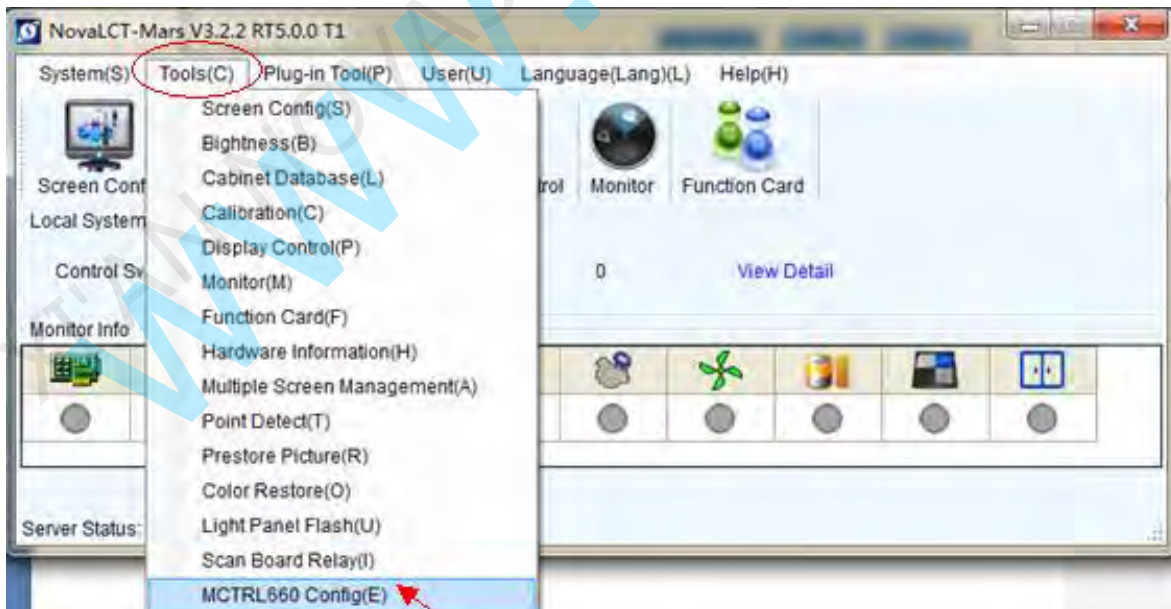 NovaLCT-Mars V3.2.2 RT5.0.0 T1
System(S) Tools(C) Plug-in Tool(P) User(U) Language(Lang)(L) Help(H)
Screen Config(S)
Bightness(B)
Cabinet Database(L)
Screen Conf trol Monitor Function Card
Calibration(C)
Local System
Display Control(P)
Control Sy 0 View Detail
Monitor(M)
Function Card(F)
Monitor Info
Hardware Information(H)
Multiple Screen Management(A)
Point Detect(T)
Prestore Picture(R)
Color Restore(O)
Light Panel Flash(U)
Server Status:
Scan Board Relay(I)
MCTRL660 Config(E)